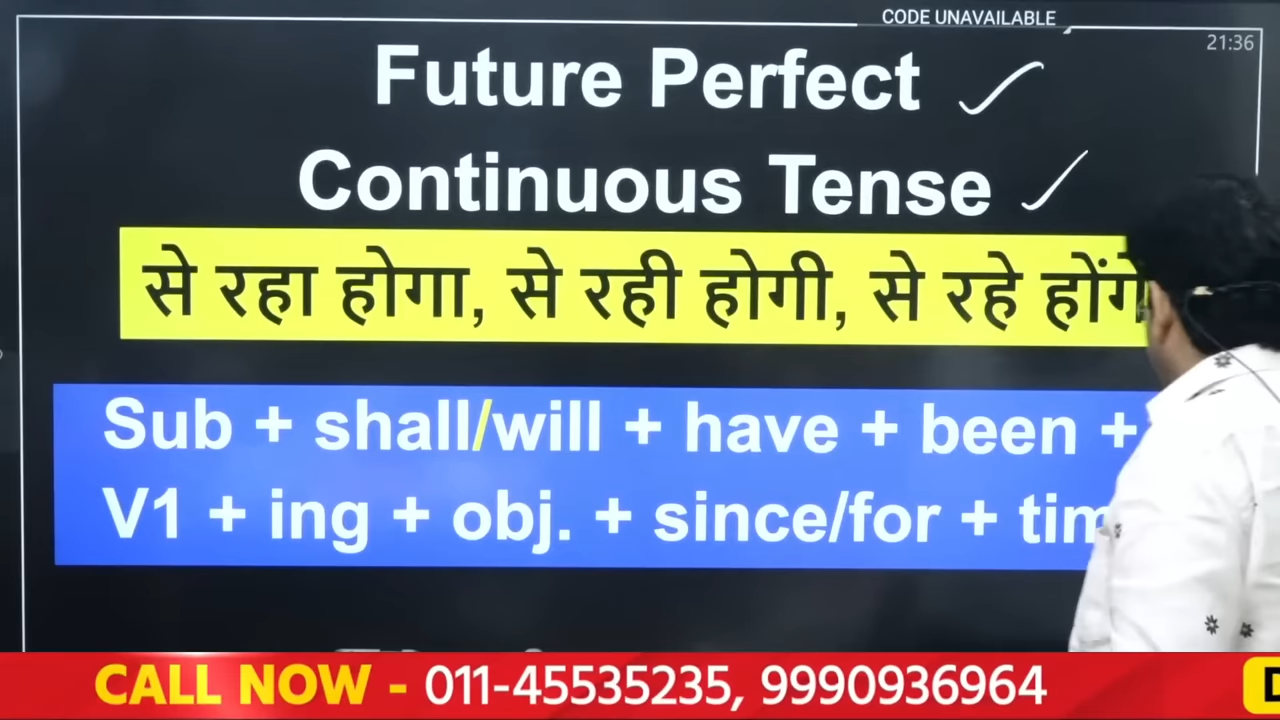 CODE UNAVAILABLE
21:36
Future Perfect
Continuous Tense
से रहा होगा, से रही होगी, से रहे होंगे
Sub + shall/will + have + been +
V1 + ing + obj. + since/for +
CALL NOW - 011-45535235, 9990936964